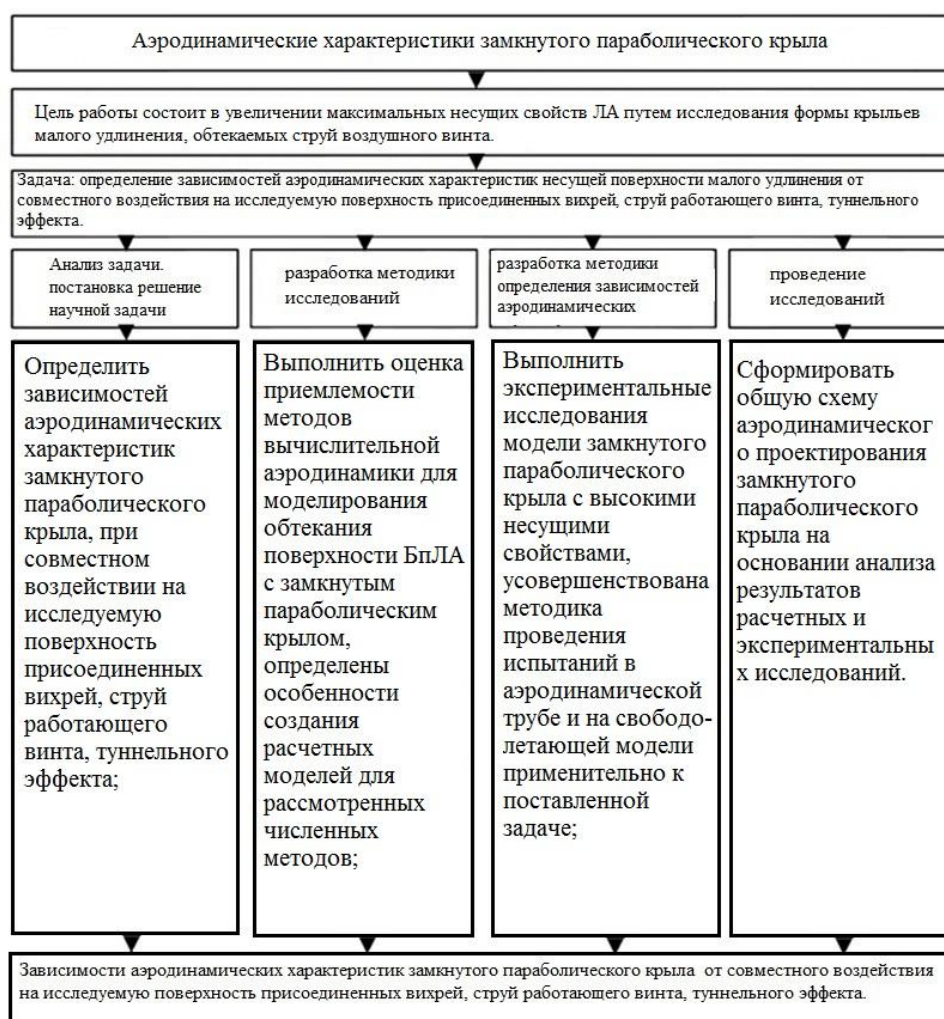 Аэродинамические характеристики замкнутого параболического крыла
Цель работы состоит в увеличении максимальных несущих свойств ЛА путем исследования формы крыльев
малого удлинения, обтекаемых струй воздушного винта.
Задача: определение зависимостей аэродинамических характеристик несущей поверхности малого удлинения от
совместного воздействия на исследуемую поверхность присоединенных вихрей, струй работающего винта, туннельного
эффекта.
Анализ задачи.
постановка решение
научной задачи
разработка методики
исследований
разработка методики
определения зависимостей
аэродинамических
проведение
исследований
Определить
зависимостей
аэродинамических
характеристик
замкнутого
параболического
крыла, при
совместном
воздействии на
исследуемую
поверхность
присоединенных
вихрей, струй
работающего
винта, туннельного
эффекта;
Выполнить оценка
приемлемости
методов
вычислительной
аэродинамики для
моделирования
обтекания
поверхности БпЛА
с замкнутым
параболическим
крылом,
определены
особенности
создания
расчетных
моделей для
рассмотренных
численных
методов;
Выполнить
экспериментальные
исследования
модели замкнутого
параболического
крыла с высокими
несущими
свойствами,
усовершенствована
методика
проведения
испытаний в
аэродинамической
трубе и на свободо-
летающей модели
применительно к
поставленной
задаче;
Сформировать
общую схему
аэродинамическог
о проектирования
замкнутого
параболического
крыла на
основании анализа
результатов
расчетных и
экспериментальны
х исследований.
Зависимости аэродинамических характеристик замкнутого параболического крыла от совместного воздействия
на исследуемую поверхность присоединенных вихрей, струй работающего винта, туннельного эффекта.